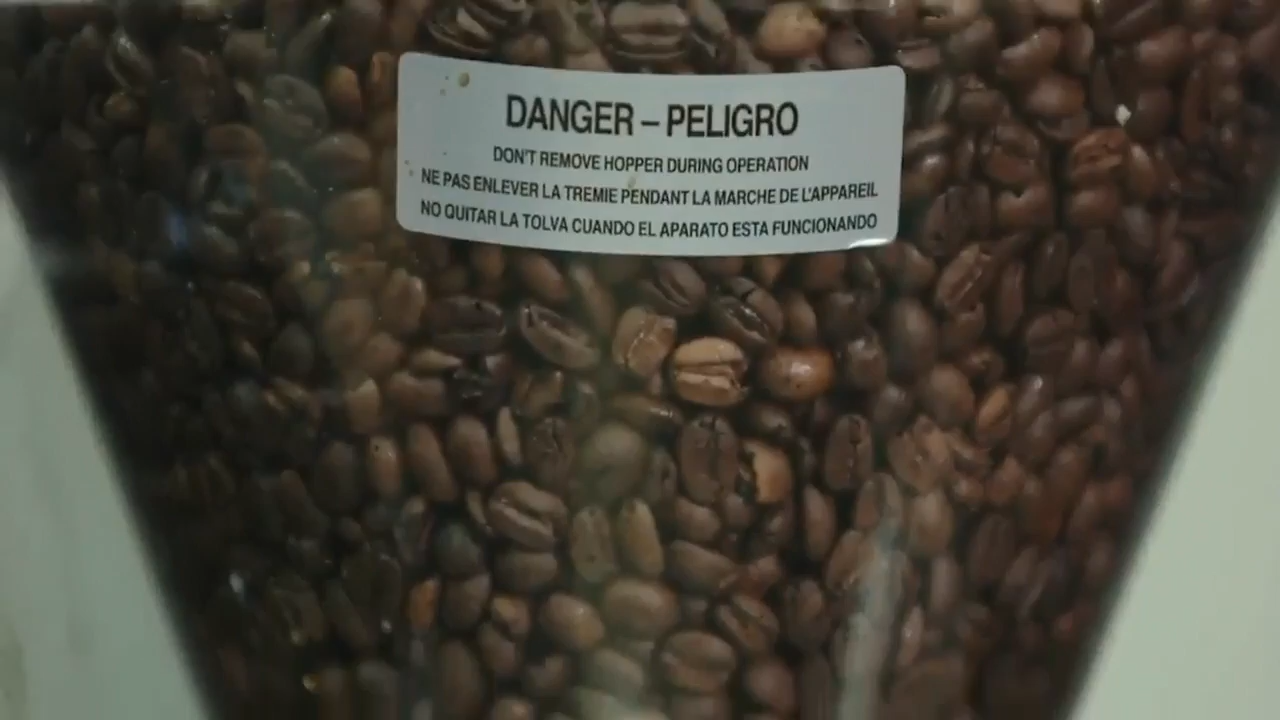 DANGER – PELIGRO
DON'T REMOVE HOPPER DURING OPERATION
NE PAS ENLEVER LA TREMIE PENDANT LA MARCHE DE L'APPAREIL
NO QUITAR LA TOLVA CUANDO EL APARATO ESTA FUNCIONANDO